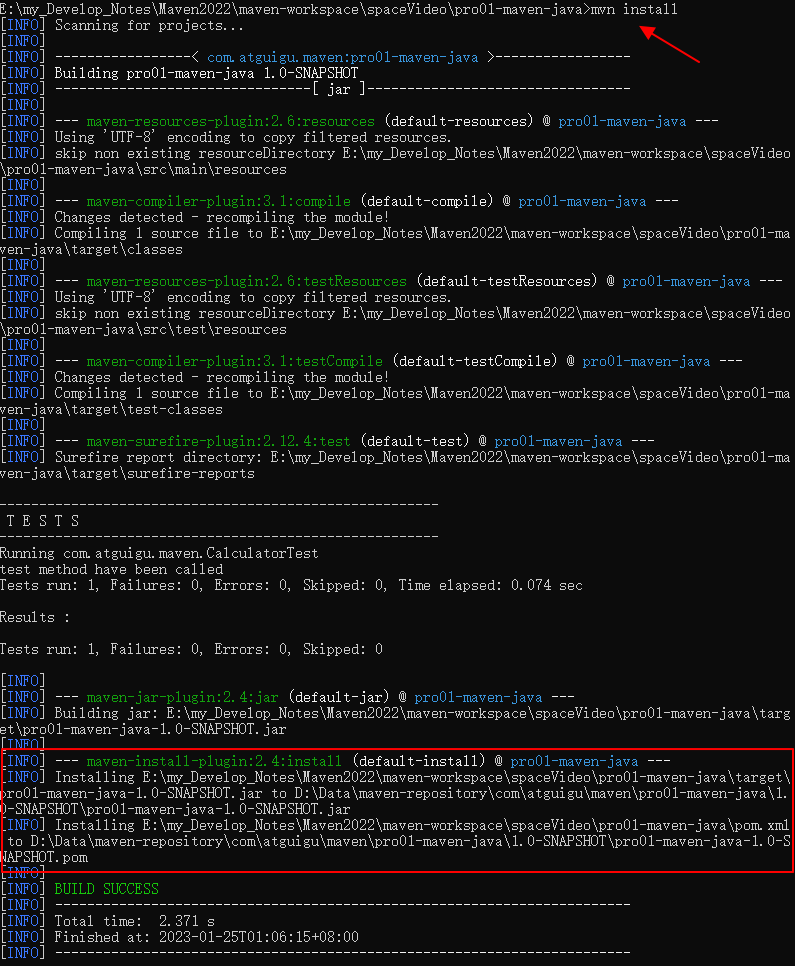 E:\my_Develop_Notes\Maven2022\maven-workspace\spaceVideo\pro01-maven-java>mvn install
[INFO] Scanning for projects...
[INFO]
[INFO] ----------------< com.atguigu.maven:pro01-maven-java >-----------------
[INFO] Building pro01-maven-java 1.0-SNAPSHOT
[INFO] --------------------------------[ jar ]---------------------------------
[INFO]
[INFO] --- maven-resources-plugin:2.6:resources (default-resources) @ pro01-maven-java ---
[INFO] Using 'UTF-8' encoding to copy filtered resources.
[INFO] skip non existing resourceDirectory E:\my_Develop_Notes\Maven2022\maven-workspace\spaceVideo
\pro01-maven-java\src\main\resources
[INFO]
[INFO] --- maven-compiler-plugin:3.1:compile (default-compile) @ pro01-maven-java ---
[INFO] Changes detected - recompiling the module!
[INFO] Compiling 1 source file to E:\my_Develop_Notes\Maven2022\maven-workspace\spaceVideo\pro01-ma
ven-java\target\classes
[INFO]
[INFO] --- maven-resources-plugin:2.6:testResources (default-testResources) @ pro01-maven-java ---
[INFO] Using 'UTF-8' encoding to copy filtered resources.
[INFO] skip non existing resourceDirectory E:\my_Develop_Notes\Maven2022\maven-workspace\spaceVideo
\pro01-maven-java\src\test\resources
[INFO]
[INFO] --- maven-compiler-plugin:3.1:testCompile (default-testCompile) @ pro01-maven-java ---
[INFO] Changes detected - recompiling the module!
[INFO] Compiling 1 source file to E:\my_Develop_Notes\Maven2022\maven-workspace\spaceVideo\pro01-ma
ven-java\target\test-classes
[INFO]
[INFO] --- maven-surefire-plugin:2.12.4:test (default-test) @ pro01-maven-java ---
[INFO] Surefire report directory: E:\my_Develop_Notes\Maven2022\maven-workspace\spaceVideo\pro01-ma
ven-java\target\surefire-reports
-------------------------------------------------------
T E S T S
-------------------------------------------------------
Running com.atguigu.maven.CalculatorTest
test method have been called
Tests run: 1, Failures: 0, Errors: 0, Skipped: 0, Time elapsed: 0.074 sec
Results :
Tests run: 1, Failures: 0, Errors: 0, Skipped: 0
[INFO]
[INFO] --- maven-jar-plugin:2.4:jar (default-jar) @ pro01-maven-java ---
[INFO] Building jar: E:\my_Develop_Notes\Maven2022\maven-workspace\spaceVideo\pro01-maven-java\targ
et\pro01-maven-java-1.0-SNAPSHOT.jar
[INFO]
[INFO] --- maven-install-plugin:2.4:install (default-install) @ pro01-maven-java ---
[INFO] Installing E:\my_Develop_Notes\Maven2022\maven-workspace\spaceVideo\pro01-maven-java\target\
pro01-maven-java-1.0-SNAPSHOT.jar to D:\Data\maven-repository\com\atguigu\maven\pro01-maven-java\1.
0-SNAPSHOT\pro01-maven-java-1.0-SNAPSHOT.jar
[INFO] Installing E:\my_Develop_Notes\Maven2022\maven-workspace\spaceVideo\pro01-maven-java\pom.xml
to D:\Data\maven-repository\com\atguigu\maven\pro01-maven-java\1.0-SNAPSHOT\pro01-maven-java-1.0-S
NAPSHOT.pom
[INFO]
[INFO] BUILD SUCCESS
[INFO] ------------------------------------------------------------------------
[INFO] Total time:  2.371 s
[INFO] Finished at: 2023-01-25T01:06:15+08:00
[INFO] ------------------------------------------------------------------------